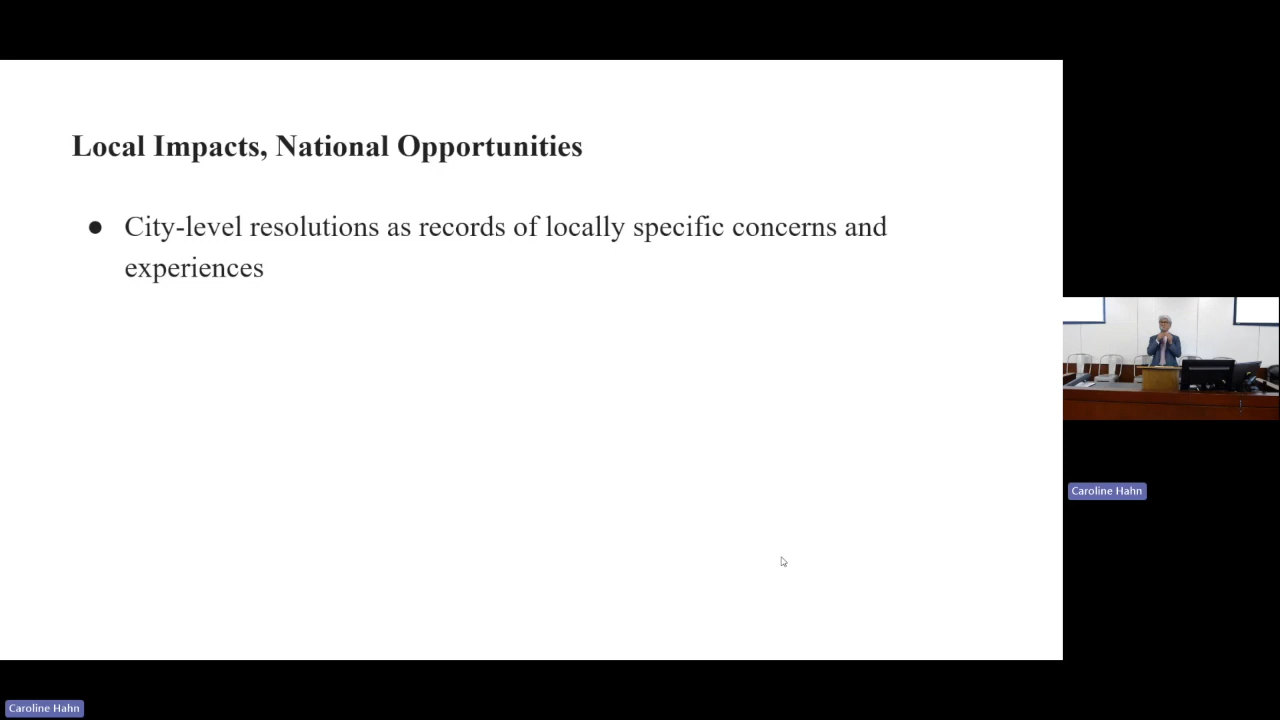 Local Impacts, National Opportunities
● City-level resolutions as records of locally specific concerns and
experiences
Caroline Hahn
Caroline Hahn